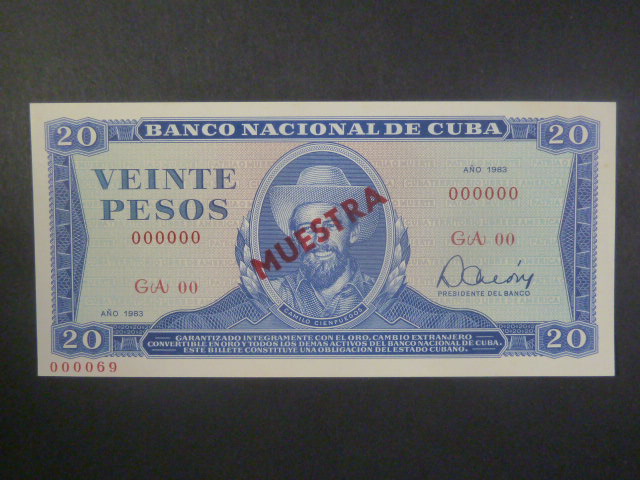 20 BANCO NACIONAL DE CUBA 20
AÑO 1983
VEINTE
PESOS
000000
000000
GA 00
GA 00
MUESTRA
PRESIDENTE DEL BANCO
AÑO 1983
CAMILO CIENFUEGOS
20 20
GARANTIZADO INTEGRAMENTE CON EL ORO, CAMBIO EXTRANJERO
CONVERTIBLE EN ORO Y TODOS LOS DEMAS ACTIVOS DEL BANCO NACIONAL DE CUBA.
ESTE BILLETE CONSTITUYE UNA OBLIGACION DEL ESTADO CUBANO.
000069